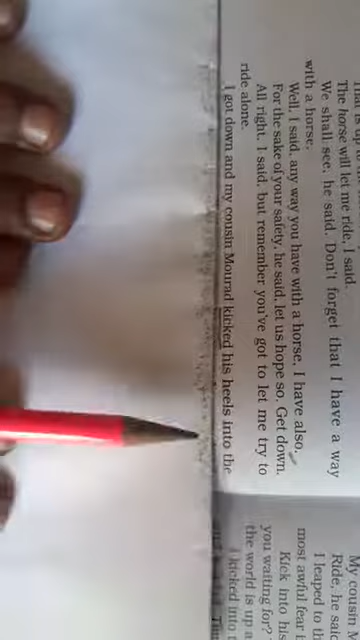 The horse will let me ride, I said.
We shall see, he said. Don't forget that I have a way
with a horse.
Well, I said, any way you have with a horse, I have also.
For the sake of your safety, he said, let us hope so. Get down.
All right, I said, but remember you've got to let me try to
ride alone.
I got down and my cousin Mourad kicked his heels into the
My cousin
Ride, he said
I leaped to th
most awful fear i
Kick into hi
you waiting for?
the world is up a
I kicked into